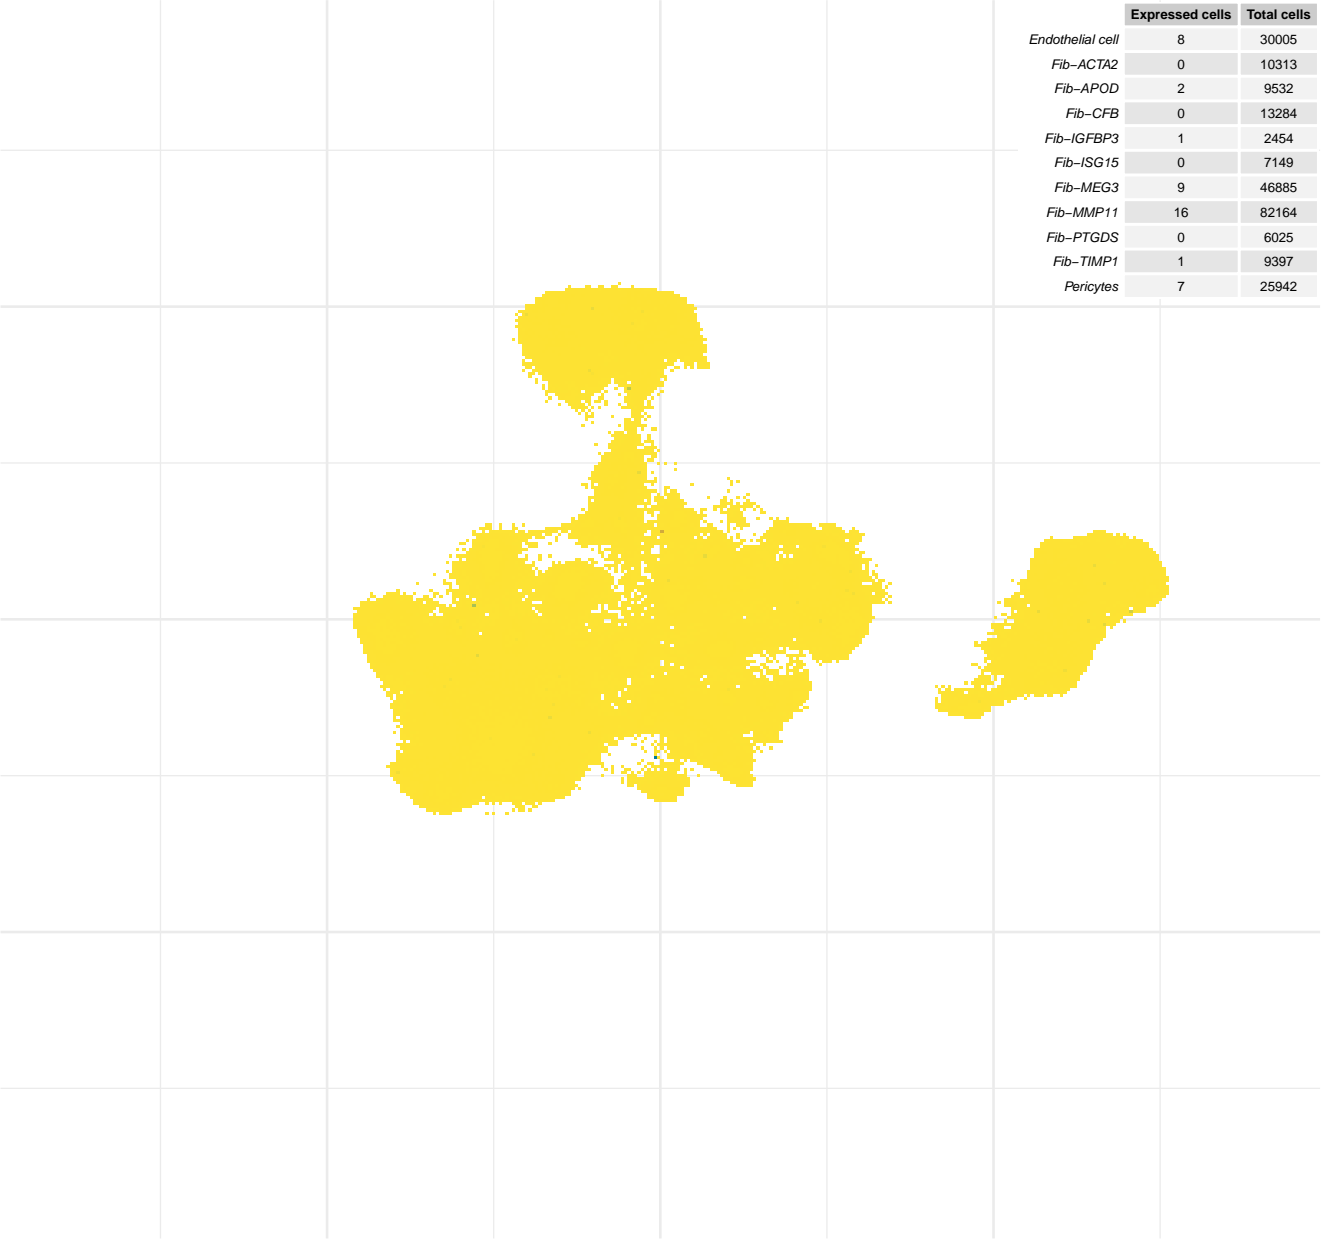 Expressed cells Total cells
Endothelial cell 8 30005
Fib−ACTA2 0 10313
Fib−APOD 2 9532
Fib−CFB 0 13284
Fib−IGFBP3 1 2454
Fib−ISG15 0 7149
Fib−MEG3 9 46885
Fib−MMP11 16 82164
Fib−PTGDS 0 6025
Fib−TIMP1 1 9397
Pericytes 7 25942